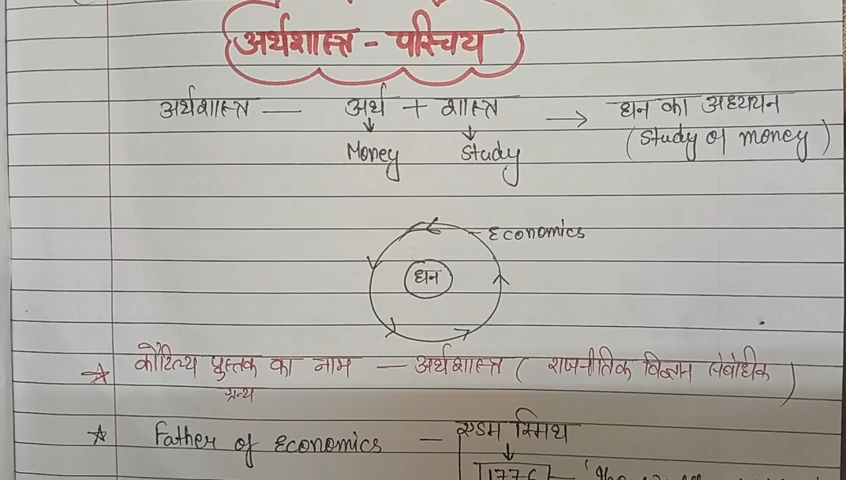 अर्थशास्त्र - परिचय
अर्थशास्त्र — अर्थ + शास्त्र → धन का अध्ययन
Money Study (Study of money)
Economics
धन
कौटिल्य पुस्तक का नाम — अर्थशास्त्र ( राजनीतिक विज्ञान संबोधीक )
ग्रन्थ
Father of Economics — एडम स्मिथ
1776 —